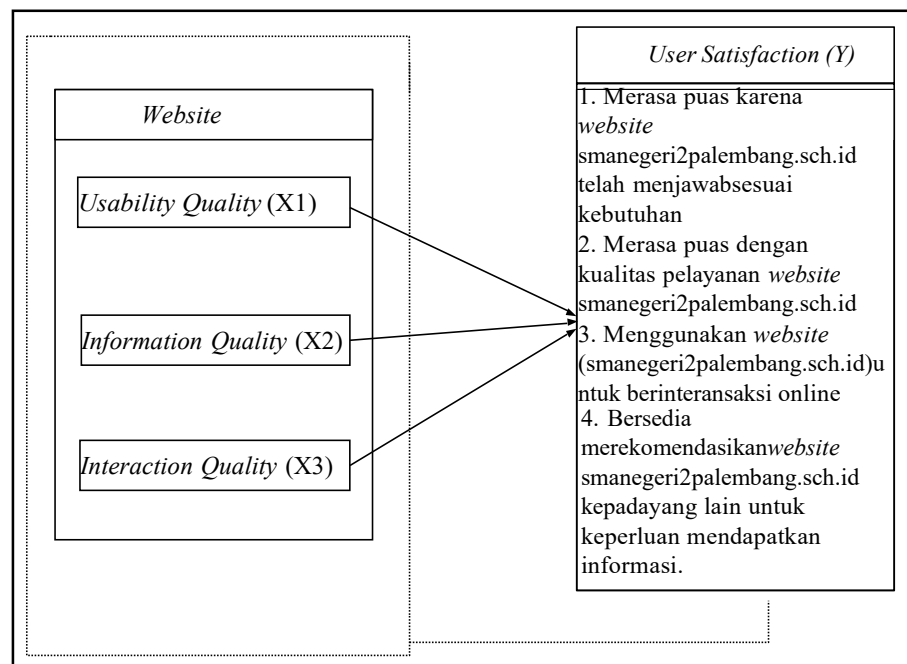 Website
Usability Quality (X1)
Information Quality (X2)
Interaction Quality (X3)
User Satisfaction (Y)
1. Merasa puas karena
website
smanegeri2palembang.sch.id
telah menjawabsesuai
kebutuhan
2. Merasa puas dengan
kualitas pelayanan website
smanegeri2palembang.sch.id
3. Menggunakan website
(smanegeri2palembang.sch.id)u
ntuk berinteransaksi online
4. Bersedia
merekomendasikanwebsite
smanegeri2palembang.sch.id
kepadayang lain untuk
keperluan mendapatkan
informasi.